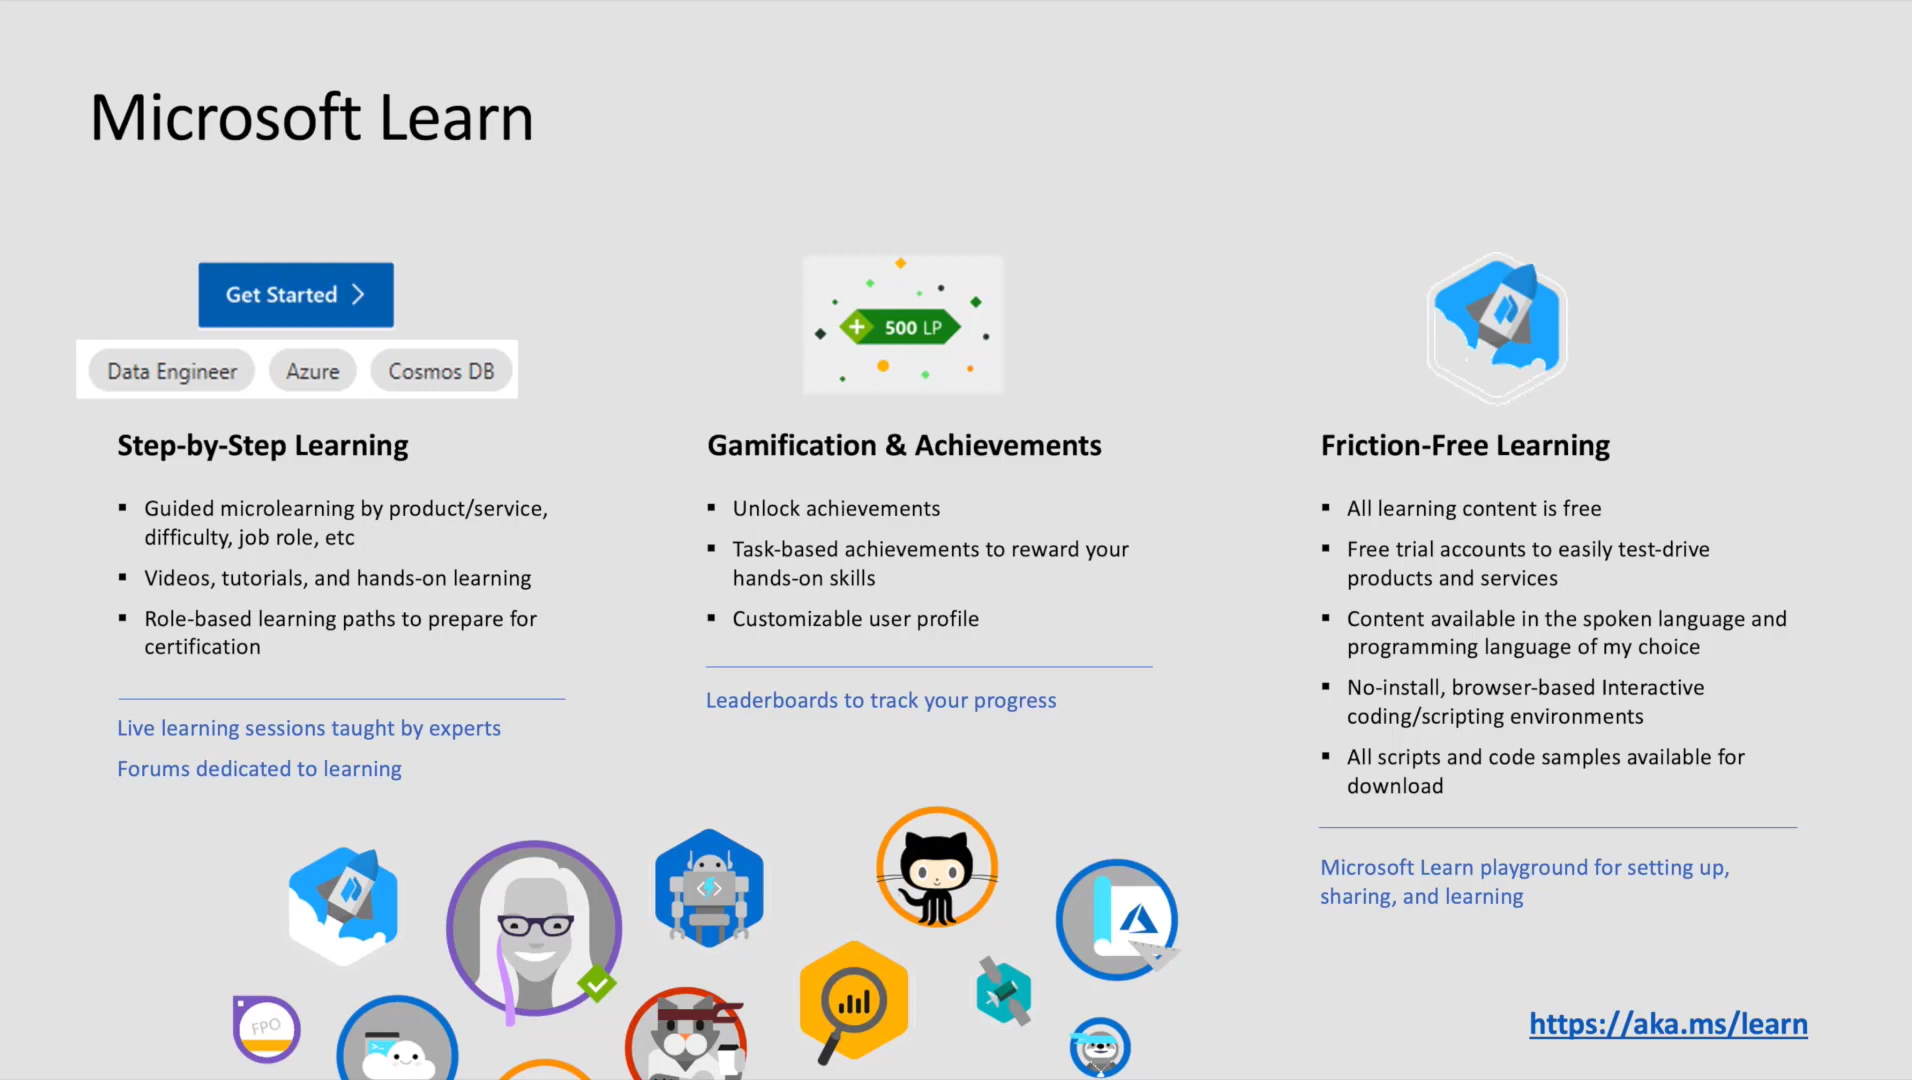 Microsoft Learn
Get Started
Data Engineer
Azure
Cosmos DB
Step-by-Step Learning
▪ Guided microlearning by product/service,
difficulty, job role, etc
▪ Videos, tutorials, and hands-on learning
▪ Role-based learning paths to prepare for
certification
Live learning sessions taught by experts
Forums dedicated to learning
+ 500 LP
Gamification & Achievements
▪ Unlock achievements
▪ Task-based achievements to reward your
hands-on skills
▪ Customizable user profile
Leaderboards to track your progress
Friction-Free Learning
▪ All learning content is free
▪ Free trial accounts to easily test-drive
products and services
▪ Content available in the spoken language and
programming language of my choice
▪ No-install, browser-based Interactive
coding/scripting environments
▪ All scripts and code samples available for
download
Microsoft Learn playground for setting up,
sharing, and learning
FPO
https://aka.ms/learn